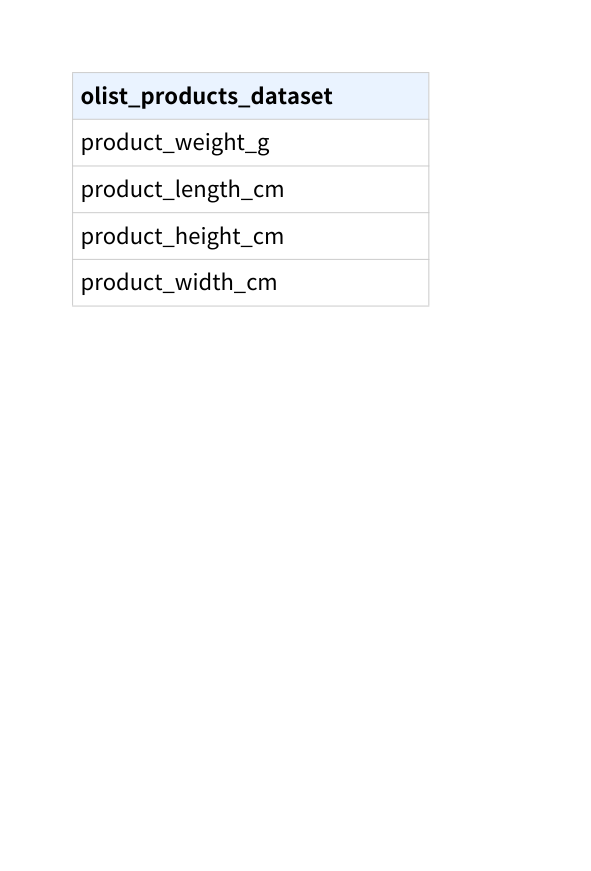 olist_products_dataset
product_weight_g
product_length_cm
product_height_cm
product_width_cm